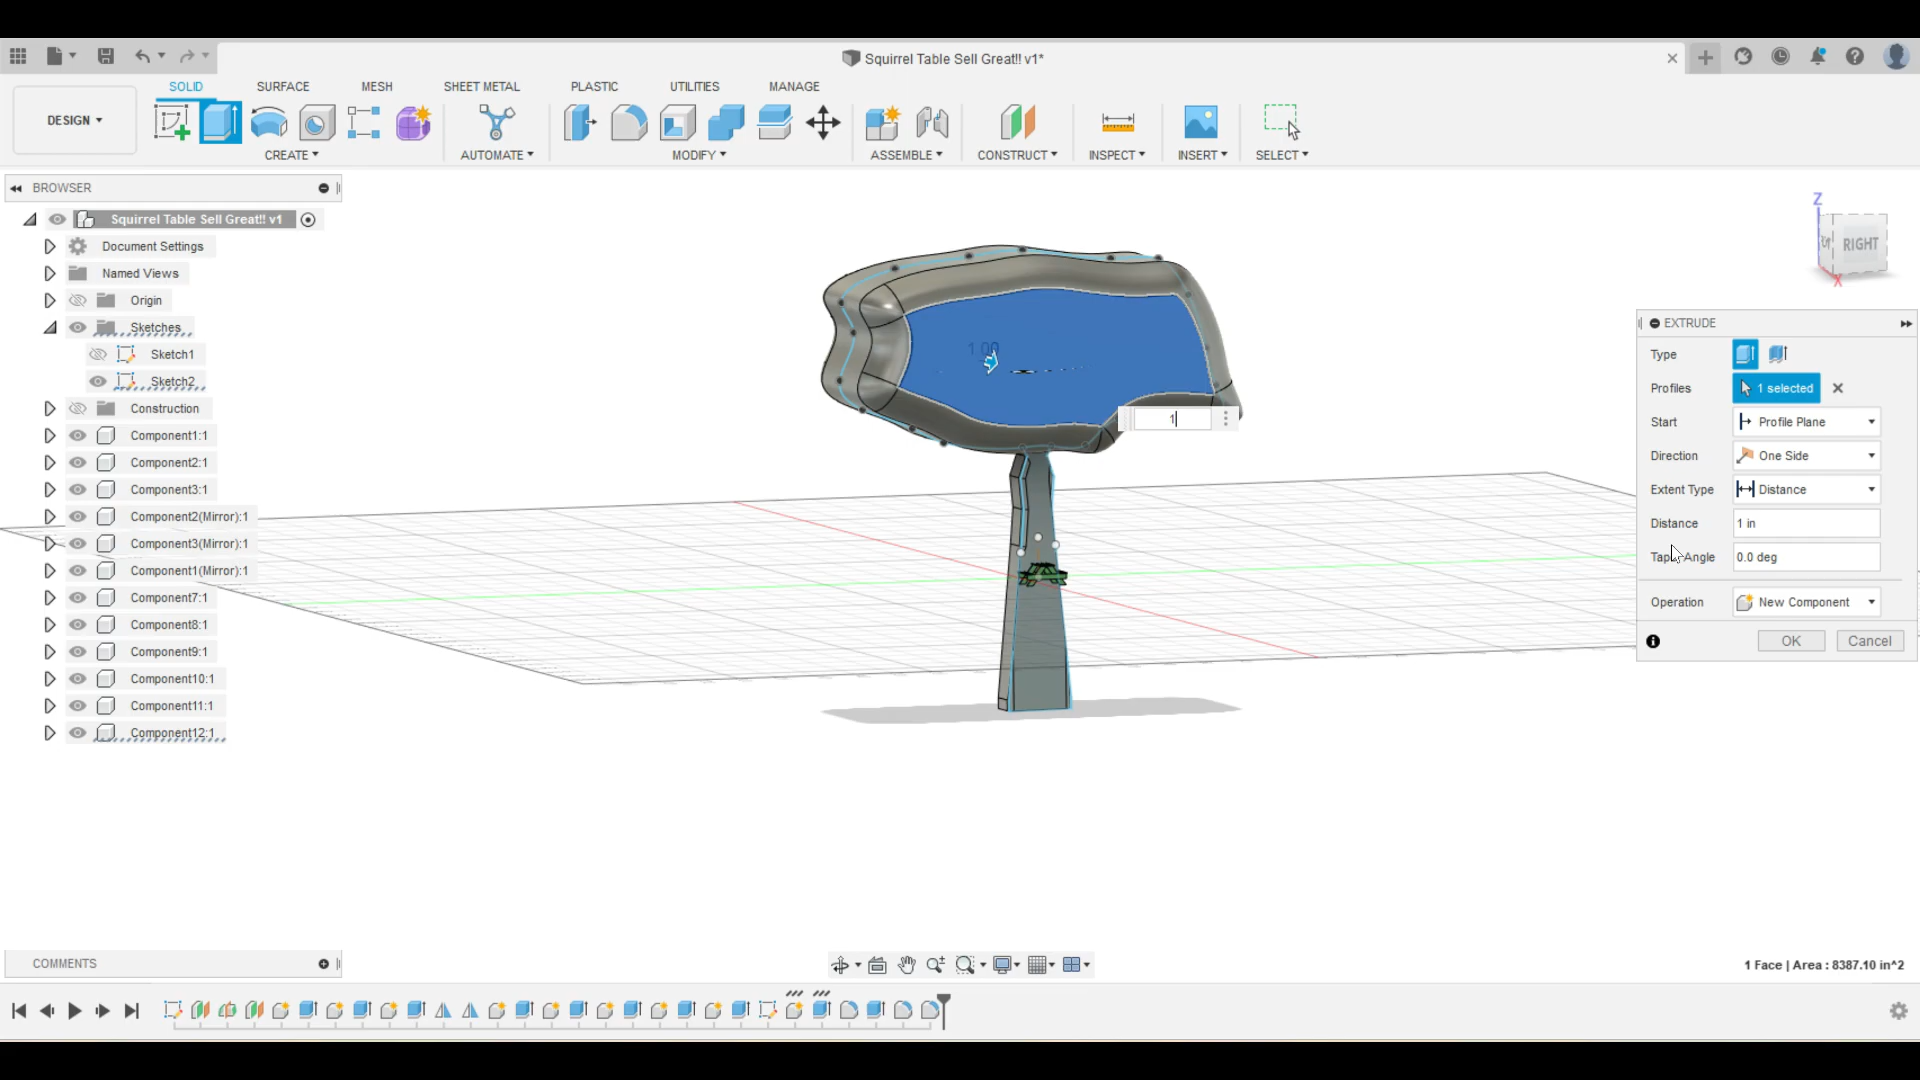 Squirrel Table Sell Great!! v1*
SOLID SURFACE MESH SHEET METAL PLASTIC UTILITIES MANAGE
DESIGN
CREATE AUTOMATE MODIFY ASSEMBLE CONSTRUCT INSPECT INSERT SELECT
BROWSER
Squirrel Table Sell Great!! v1
Document Settings
Named Views
Origin
Sketches
Sketch1
Sketch2
Construction
Component1:1
Component2:1
Component3:1
Component2(Mirror):1
Component3(Mirror):1
Component1(Mirror):1
Component7:1
Component8:1
Component9:1
Component10:1
Component11:1
Component12:1
1.00
1
Z
RIGHT
X
EXTRUDE
Type
Profiles 1 selected
Start Profile Plane
Direction One Side
Extent Type Distance
Distance 1 in
Angle 0.0 deg
Operation New Component
OK Cancel
COMMENTS
1 Face | Area : 8387.10 in^2